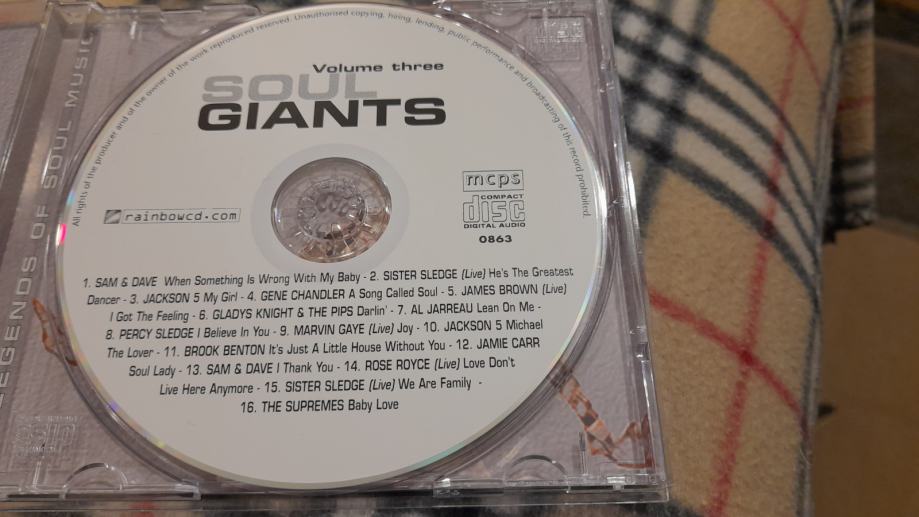 All rights of the producer and of the owner of the work reproduced reserved. Unauthorised copying, hiring, lending, public performance and broadcasting of this record prohibited.
Volume three
SOUL
GIANTS
LEGENDS OF SOUL MUSIC
rainbowcd.com
mcps
COMPACT
disc
DIGITAL AUDIO
0863
1. SAM & DAVE When Something Is Wrong With My Baby - 2. SISTER SLEDGE (Live) He's The Greatest
Dancer - 3. JACKSON 5 My Girl - 4. GENE CHANDLER A Song Called Soul - 5. JAMES BROWN (Live)
I Got The Feeling - 6. GLADYS KNIGHT & THE PIPS Darlin' - 7. AL JARREAU Lean On Me -
8. PERCY SLEDGE I Believe In You - 9. MARVIN GAYE (Live) Joy - 10. JACKSON 5 Michael
The Lover - 11. BROOK BENTON It's Just A Little House Without You - 12. JAMIE CARR
Soul Lady - 13. SAM & DAVE I Thank You - 14. ROSE ROYCE (Live) Love Don't
Live Here Anymore - 15. SISTER SLEDGE (Live) We Are Family -
16. THE SUPREMES Baby Love